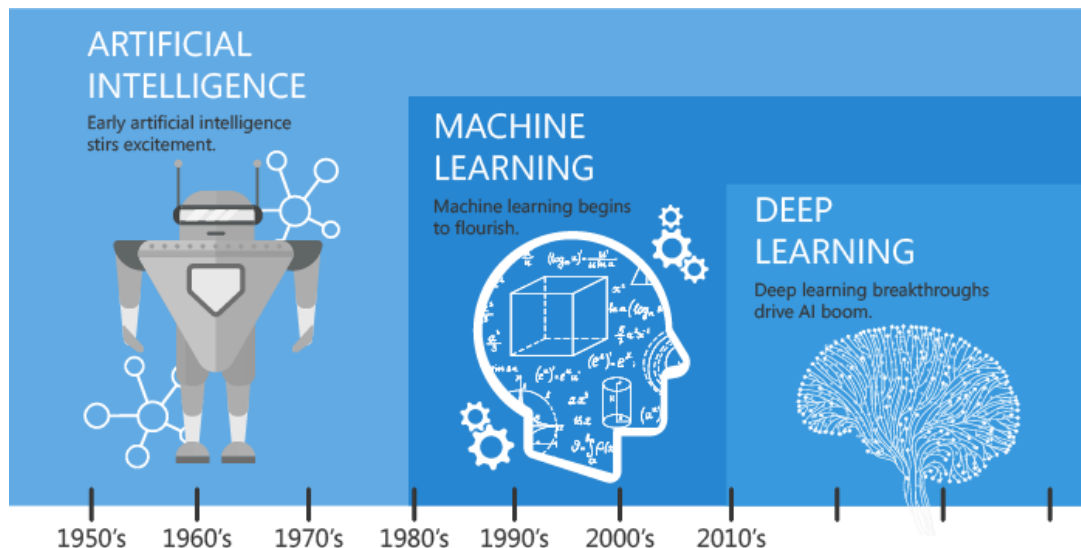 ARTIFICIAL
INTELLIGENCE
Early artificial intelligence
stirs excitement.
MACHINE
LEARNING
Machine learning begins
to flourish.
DEEP
LEARNING
Deep learning breakthroughs
drive AI boom.
1950's 1960's 1970's 1980's 1990's 2000's 2010's